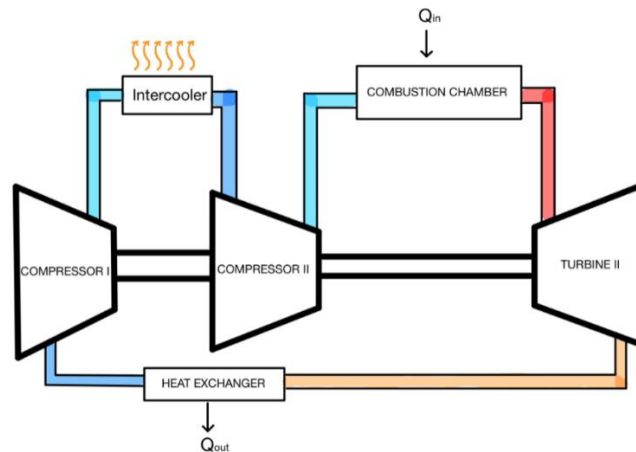 Qin
Intercooler
COMBUSTION CHAMBER
COMPRESSOR I
COMPRESSOR II
TURBINE II
HEAT EXCHANGER
Qout